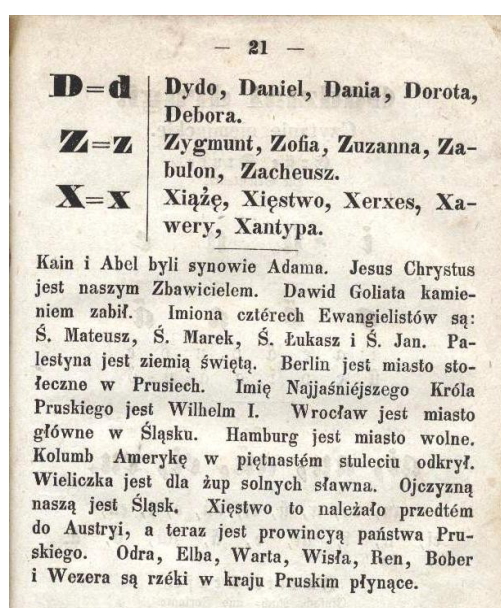 — 21 —
D=d Dydo, Daniel, Dania, Dorota,
Debora.
Z=z Zygmunt, Zofia, Zuzanna, Za-
bulon, Zacheusz.
X=x Xiążę, Xięstwo, Xerxes, Xa-
wery, Xantypa.
Kain i Abel byli synowie Adama. Jesus Chrystus
jest naszym Zbawicielem. Dawid Goliata kamie-
niem zabił. Imiona cztérech Ewangielistów są:
Ś. Mateusz, Ś. Marek, Ś. Łukasz i Ś. Jan. Pa-
lestyna jest ziemią świętą. Berlin jest miasto sto-
łeczne w Prusiech. Imię Najjaśniéjszego Króla
Pruskiego jest Wilhelm I. Wrocław jest miasto
główne w Śląsku. Hamburg jest miasto wolne.
Kolumb Amerykę w piętnastém stuleciu odkrył.
Wieliczka jest dla żup solnych sławna. Ojczyzną
naszą jest Śląsk. Xięstwo to należało przedtém
do Austryi, a teraz jest prowincyą państwa Pru-
skiego. Odra, Elba, Warta, Wisła, Ren, Bober
i Wezera są rzéki w kraju Pruskim płynące.